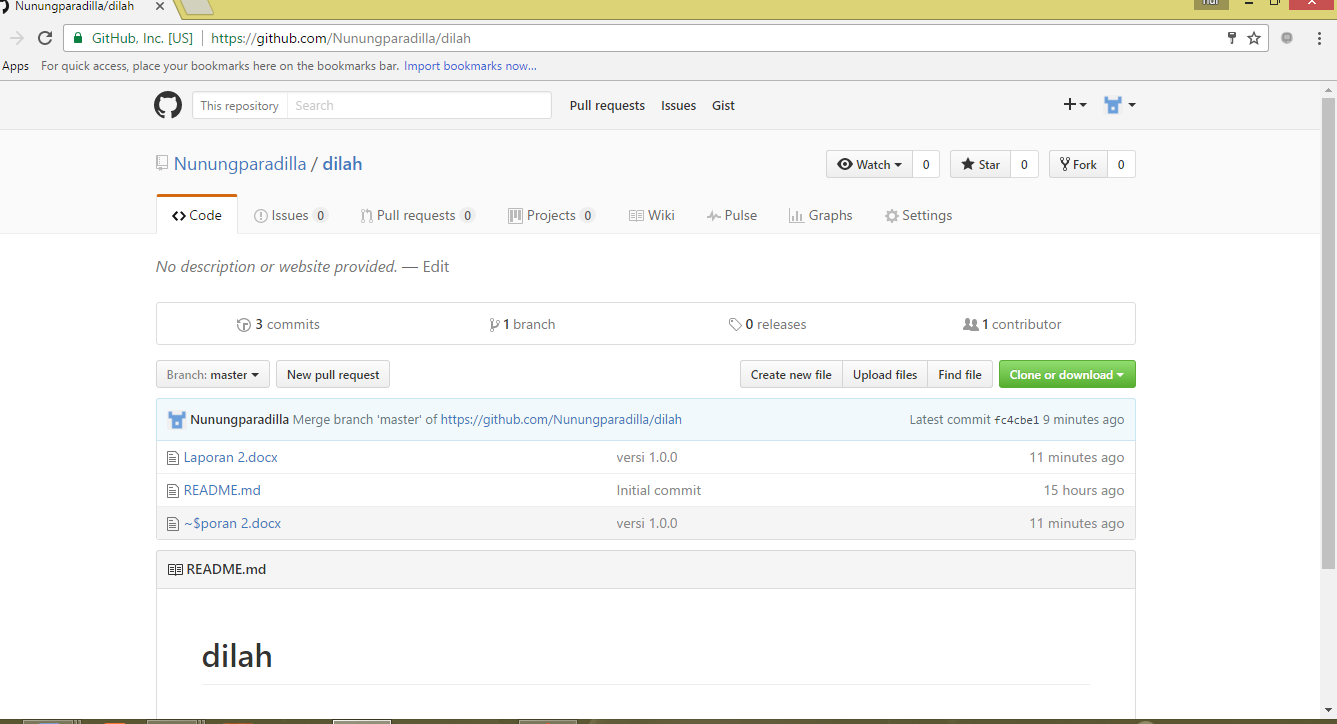 Nunungparadilla/dilah
nur
GitHub, Inc. [US] https://github.com/Nunungparadilla/dilah
Apps For quick access, place your bookmarks here on the bookmarks bar. Import bookmarks now...
This repository Search Pull requests Issues Gist
Nunungparadilla / dilah Watch 0 Star 0 Fork 0
Code Issues 0 Pull requests 0 Projects 0 Wiki Pulse Graphs Settings
No description or website provided. — Edit
3 commits 1 branch 0 releases 1 contributor
Branch: master New pull request Create new file Upload files Find file Clone or download
Nunungparadilla Merge branch 'master' of https://github.com/Nunungparadilla/dilah Latest commit fc4cbe1 9 minutes ago
Laporan 2.docx versi 1.0.0 11 minutes ago
README.md Initial commit 15 hours ago
~$poran 2.docx versi 1.0.0 11 minutes ago
README.md
dilah